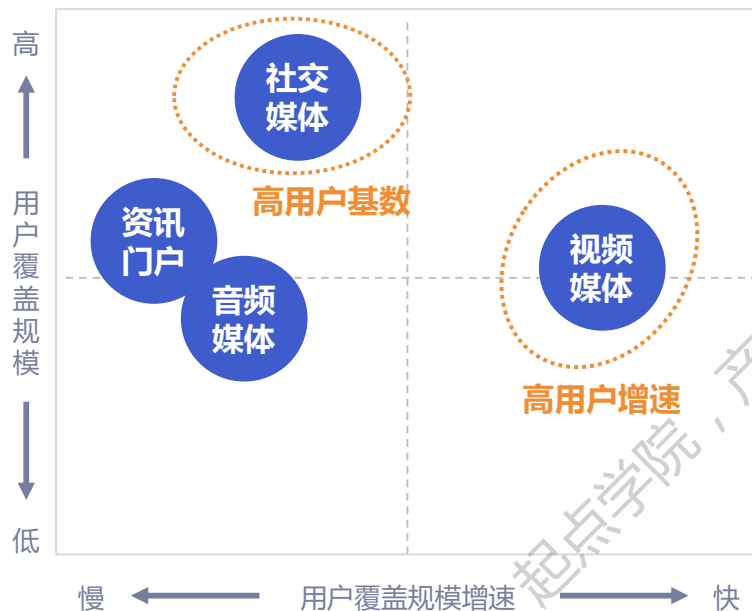 高
社交
媒体
高用户基数
资讯
门户
用户覆盖规模
音频
媒体
视频
媒体
高用户增速
低
起点学院，产
慢
用户覆盖规模增速
快